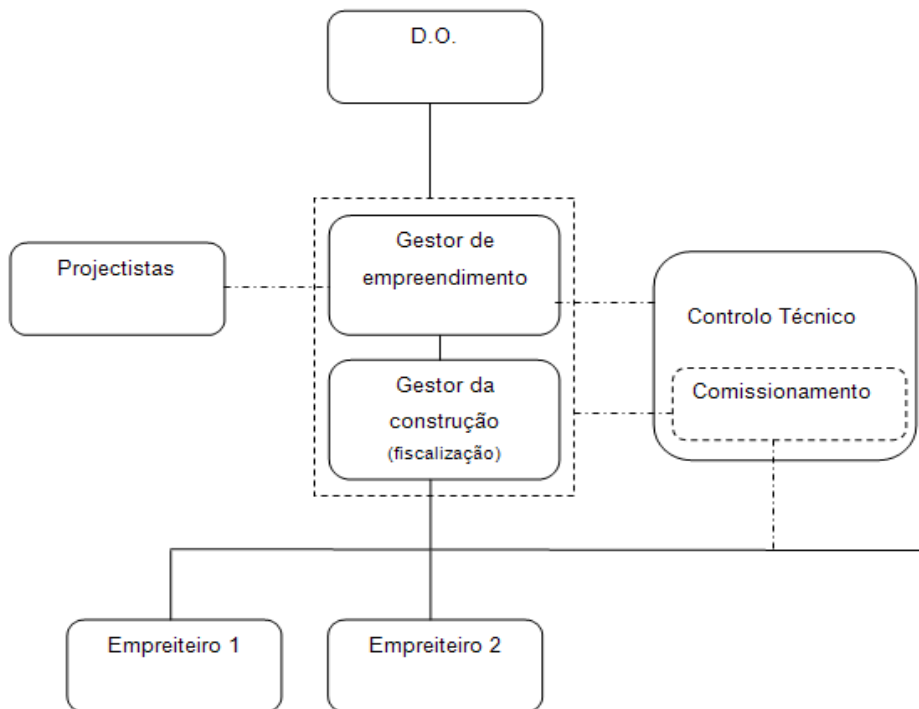 D.O.
Gestor de
empreendimento
Projectistas
Controlo Técnico
Gestor da
construção
(fiscalização)
Comissionamento
Empreiteiro 1
Empreiteiro 2